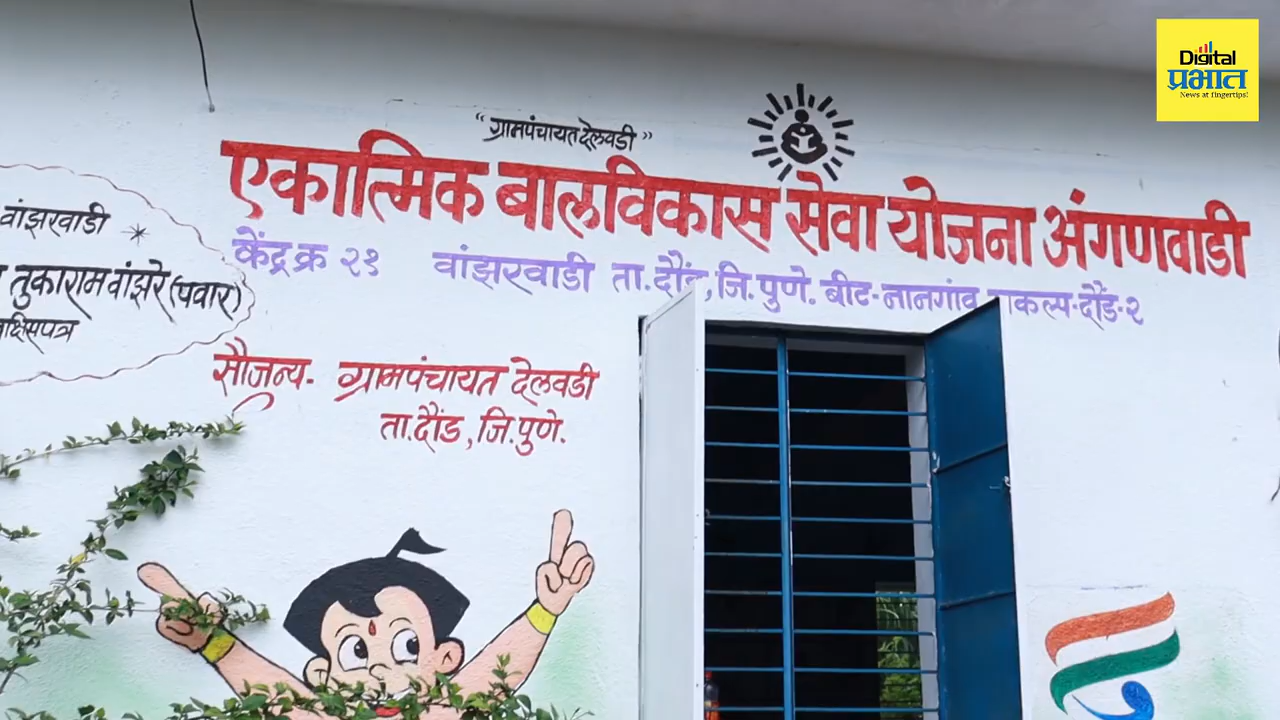 Digital
प्रभात
News at fingertips!
"ग्रामपंचायत देलवडी"
एकात्मिक बालविकास सेवा योजना अंगणवाडी
केंद्र क्र २१ वांझरवाडी ता.दौंड, जि.पुणे. बीट-नानगांव प्रकल्प-दौंड-२
वांझरवाडी
तुकाराम वांझरे (पवार)
सौजन्य- ग्रामपंचायत देलवडी
ता.दौंड, जि.पुणे.